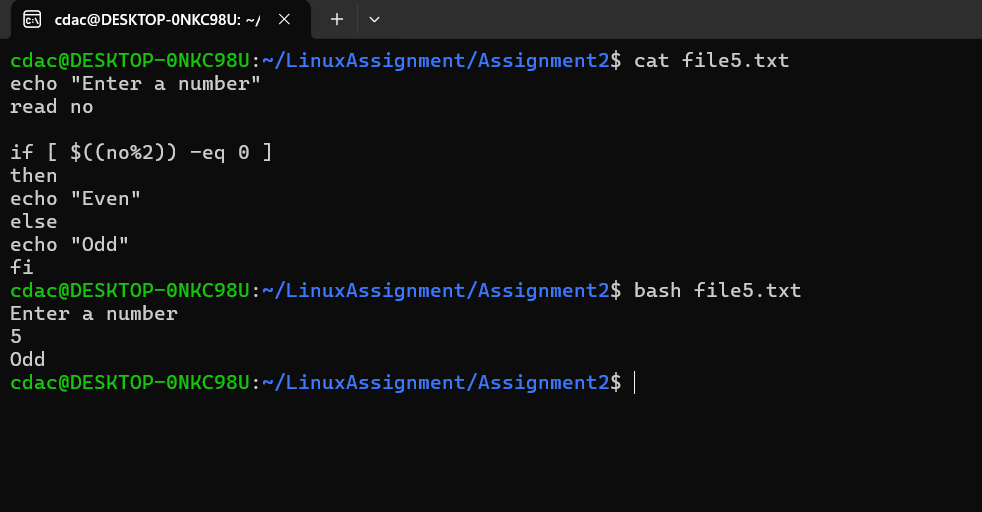 cdac@DESKTOP-0NKC98U: ~/
cdac@DESKTOP-0NKC98U:~/LinuxAssignment/Assignment2$ cat file5.txt
echo "Enter a number"
read no

if [ $((no%2)) -eq 0 ]
then
echo "Even"
else
echo "Odd"
fi
cdac@DESKTOP-0NKC98U:~/LinuxAssignment/Assignment2$ bash file5.txt
Enter a number
5
Odd
cdac@DESKTOP-0NKC98U:~/LinuxAssignment/Assignment2$